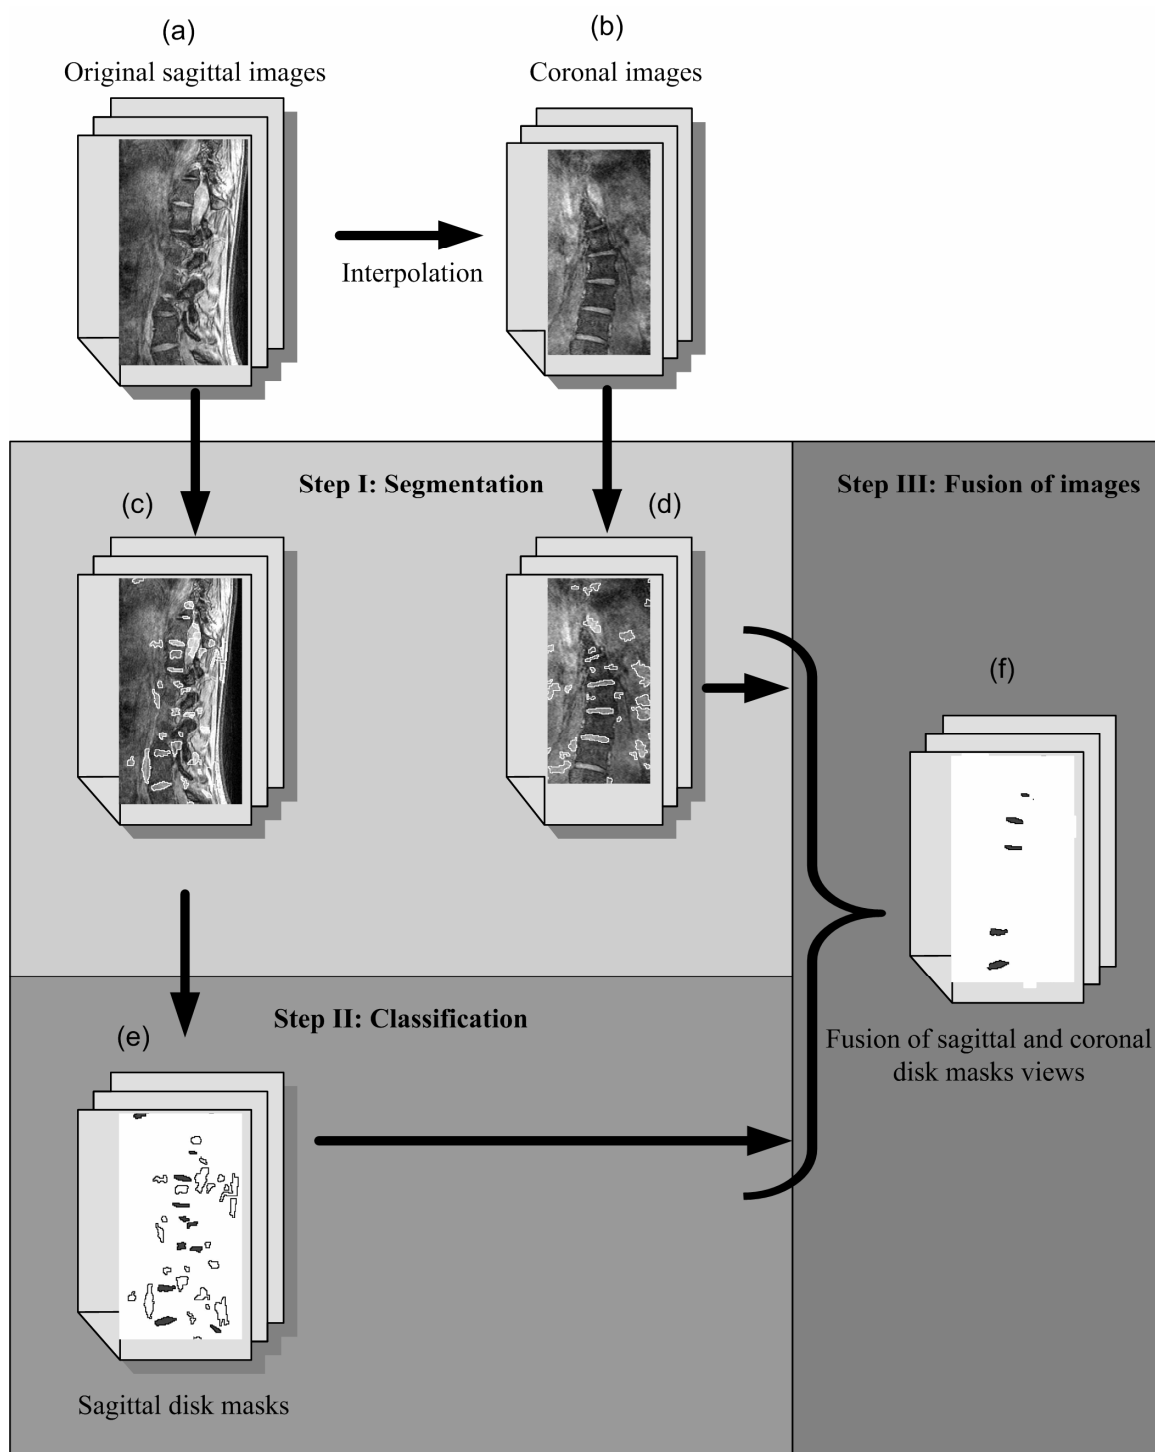 (a)
Original sagittal images
(b)
Coronal images
Interpolation
Step I: Segmentation
Step III: Fusion of images
(c)
(d)
(f)
Step II: Classification
(e)
Fusion of sagittal and coronal
disk masks views
Sagittal disk masks